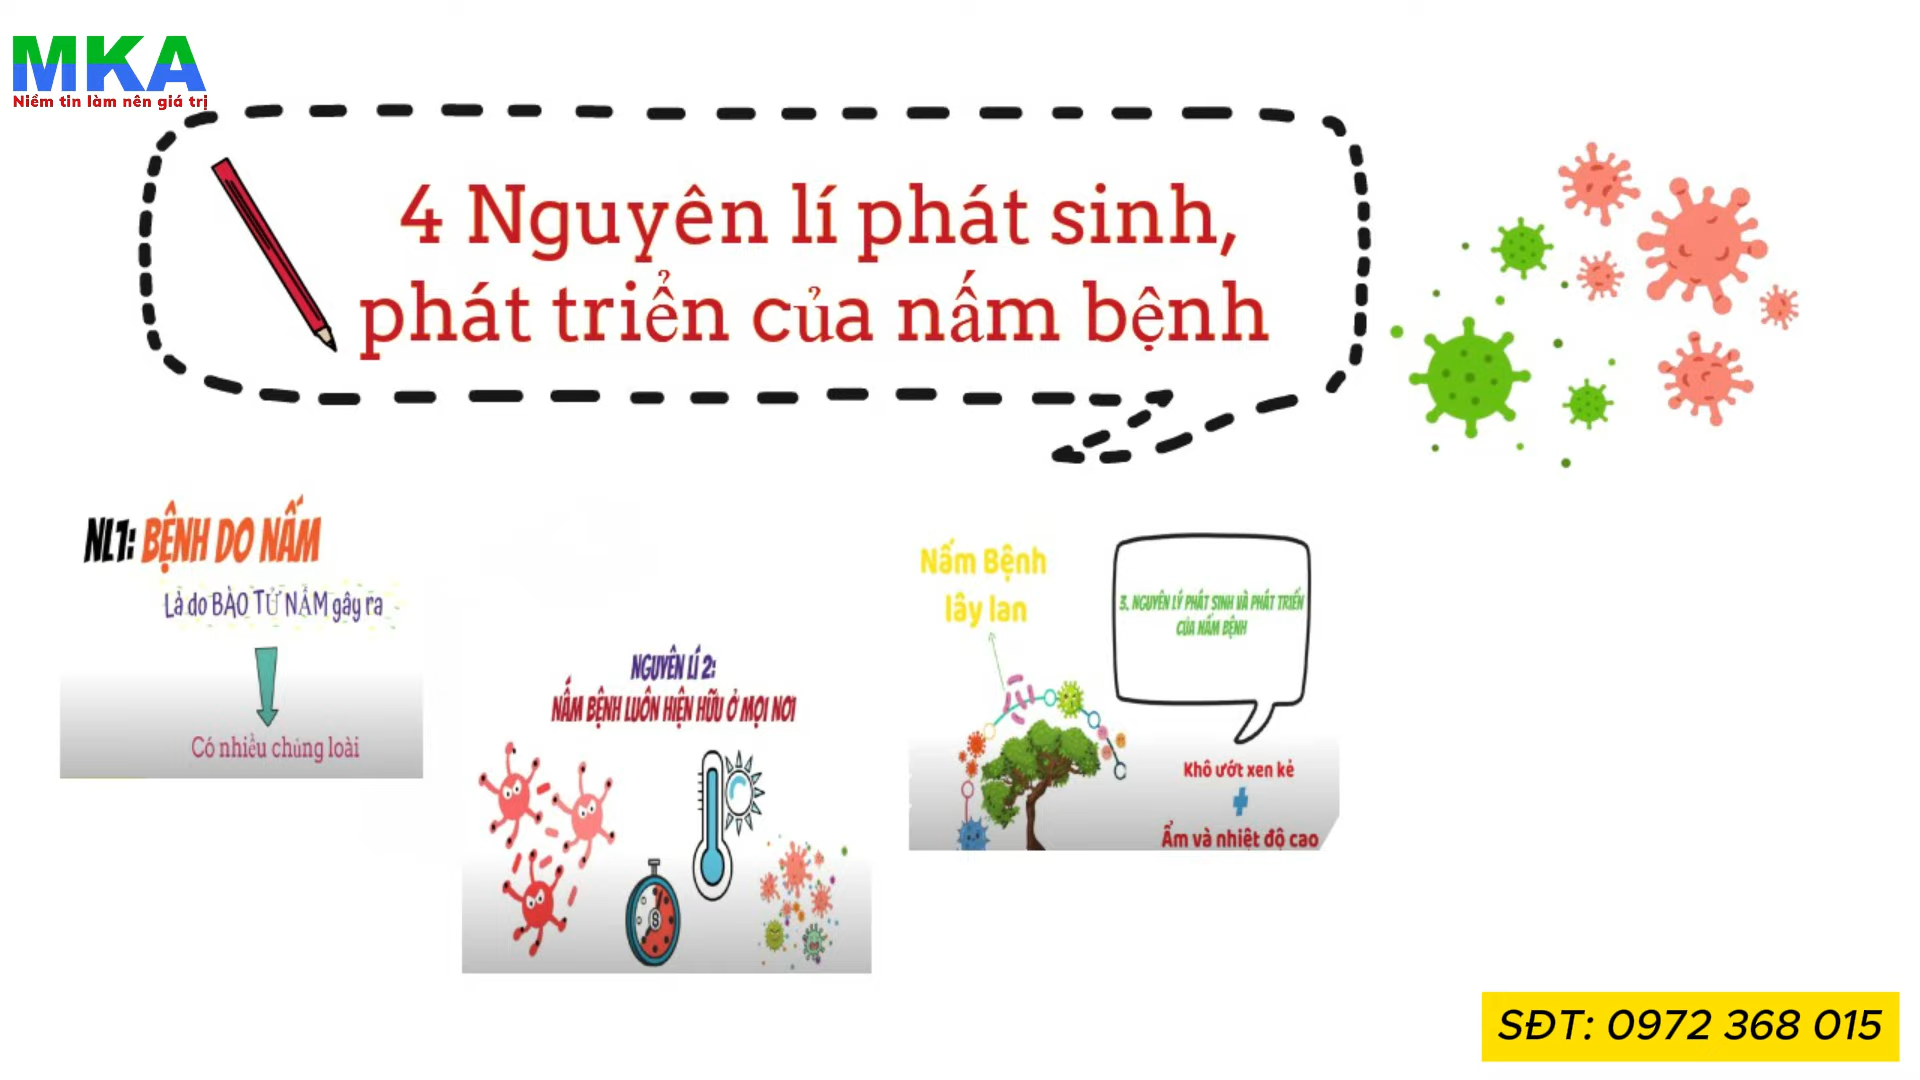 MKA
Niềm tin làm nên giá trị
4 Nguyên lí phát sinh,
phát triển của nấm bệnh
NL1: BỆNH DO NẤM
Là do BÀO TỬ NẤM gây ra
Có nhiều chủng loài
NGUYÊN LÍ 2:
NẤM BỆNH LUÔN HIỆN HỮU Ở MỌI NƠI
Nấm Bệnh
lây lan
3. NGUYÊN LÝ PHÁT SINH VÀ PHÁT TRIỂN
CỦA NẤM BỆNH
Khô ướt xen kẻ
Ẩm và nhiệt độ cao
SĐT: 0972 368 015